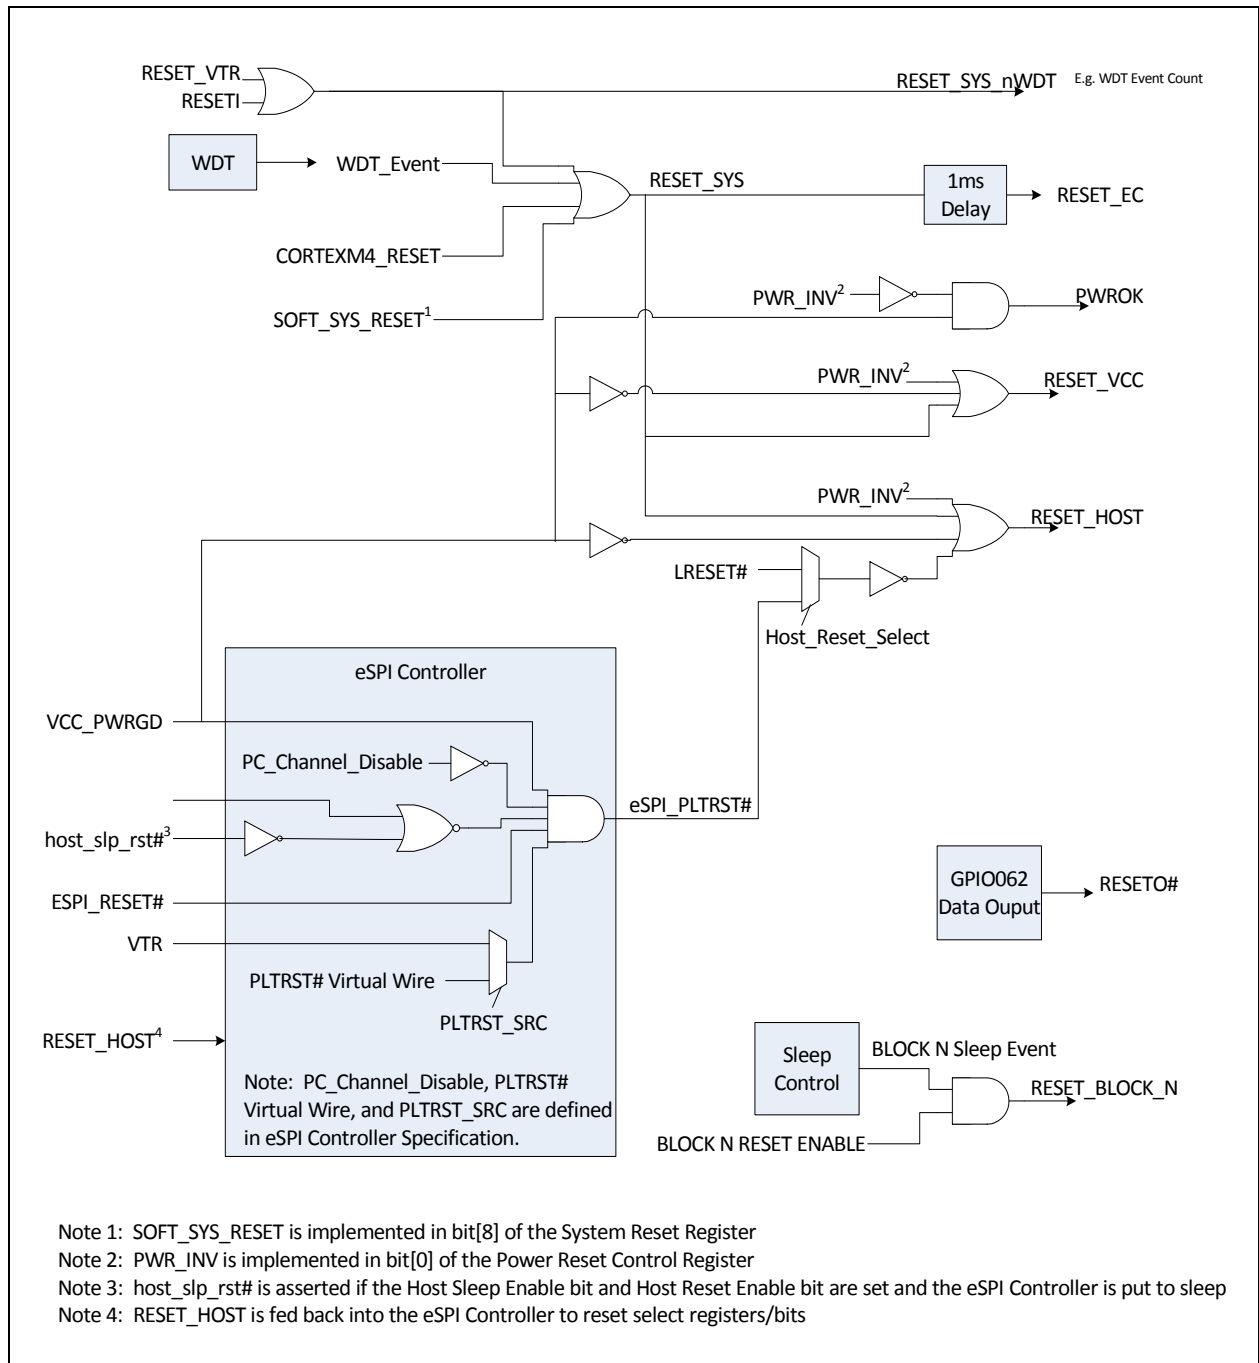 RESET_VTR
RESETI
RESET_SYS_nWDT
E.g. WDT Event Count
WDT
WDT_Event
RESET_SYS
1ms
Delay
RESET_EC
CORTEXM4_RESET
SOFT_SYS_RESET1
PWR_INV2
PWROK
PWR_INV2
RESET_VCC
PWR_INV2
RESET_HOST
LRESET#
Host_Reset_Select
eSPI Controller
VCC_PWRGD
PC_Channel_Disable
eSPI_PLTRST#
host_slp_rst#3
ESPI_RESET#
VTR
PLTRST# Virtual Wire
PLTRST_SRC
RESET_HOST4
Note: PC_Channel_Disable, PLTRST#
Virtual Wire, and PLTRST_SRC are defined
in eSPI Controller Specification.
GPIO062
Data Ouput
RESETO#
Sleep
Control
BLOCK N Sleep Event
RESET_BLOCK_N
BLOCK N RESET ENABLE
Note 1: SOFT_SYS_RESET is implemented in bit[8] of the System Reset Register
Note 2: PWR_INV is implemented in bit[0] of the Power Reset Control Register
Note 3: host_slp_rst# is asserted if the Host Sleep Enable bit and Host Reset Enable bit are set and the eSPI Controller is put to sleep
Note 4: RESET_HOST is fed back into the eSPI Controller to reset select registers/bits